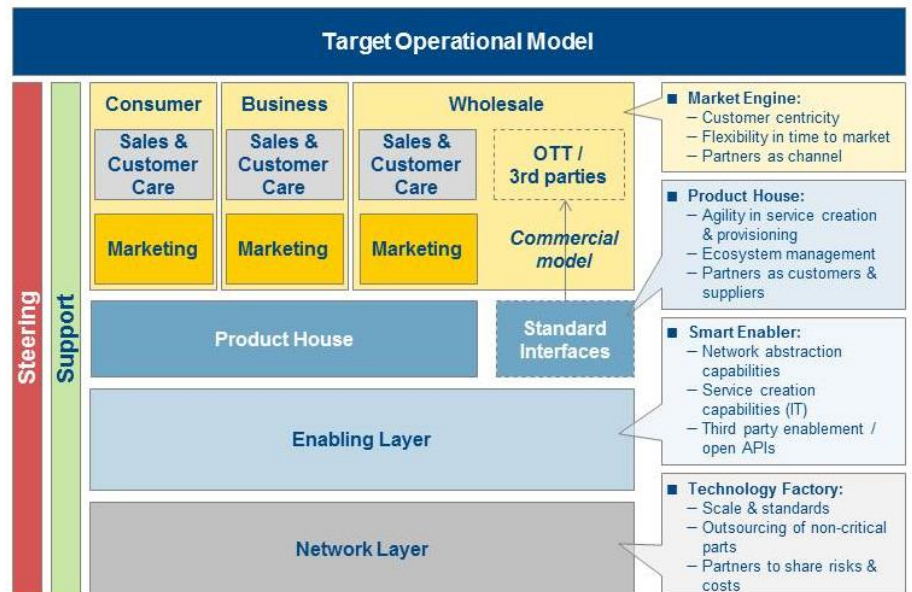 Target Operational Model
Steering
Support
Consumer
Sales &
Customer
Care
Marketing
Business
Sales &
Customer
Care
Marketing
Wholesale
Sales &
Customer
Care
Marketing
OTT /
3rd parties
Commercial
model
Product House
Standard
Interfaces
Enabling Layer
Network Layer
■ Market Engine:
– Customer centricity
– Flexibility in time to market
– Partners as channel
■ Product House:
– Agility in service creation
& provisioning
– Ecosystem management
– Partners as customers &
suppliers
■ Smart Enabler:
– Network abstraction
capabilities
– Service creation
capabilities (IT)
– Third party enablement /
open APIs
■ Technology Factory:
– Scale & standards
– Outsourcing of non-critical
parts
– Partners to share risks &
costs